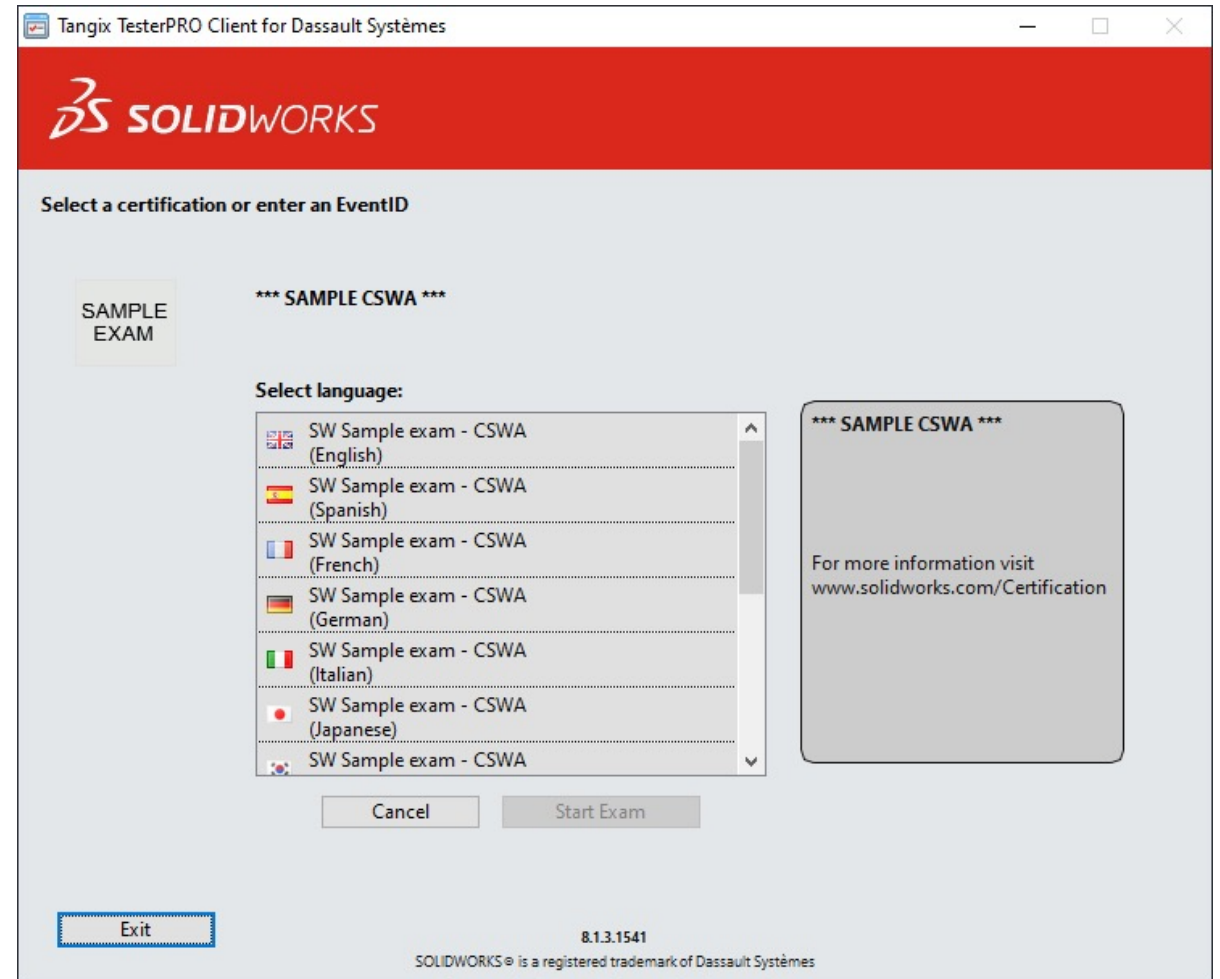 Tangix TesterPRO Client for Dassault Systèmes
3S SOLIDWORKS
Select a certification or enter an EventID
SAMPLE
EXAM
*** SAMPLE CSWA ***
Select language:
SW Sample exam - CSWA
(English)
SW Sample exam - CSWA
(Spanish)
SW Sample exam - CSWA
(French)
SW Sample exam - CSWA
(German)
SW Sample exam - CSWA
(Italian)
SW Sample exam - CSWA
(Japanese)
SW Sample exam - CSWA
*** SAMPLE CSWA ***
For more information visit
www.solidworks.com/Certification
Cancel
Start Exam
Exit
8.1.3.1541
SOLIDWORKS® is a registered trademark of Dassault Systèmes